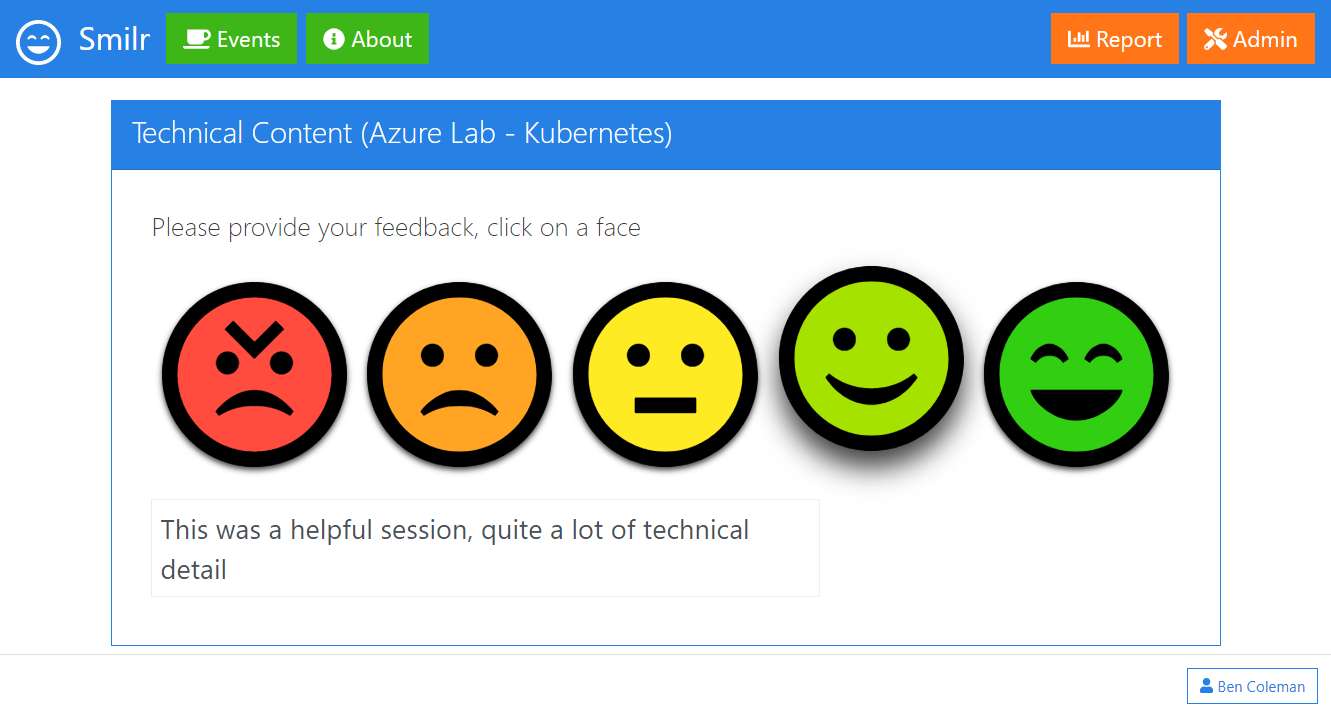 Smilr
Events
About
Report
Admin
Technical Content (Azure Lab - Kubernetes)
Please provide your feedback, click on a face
This was a helpful session, quite a lot of technical
detail
Ben Coleman